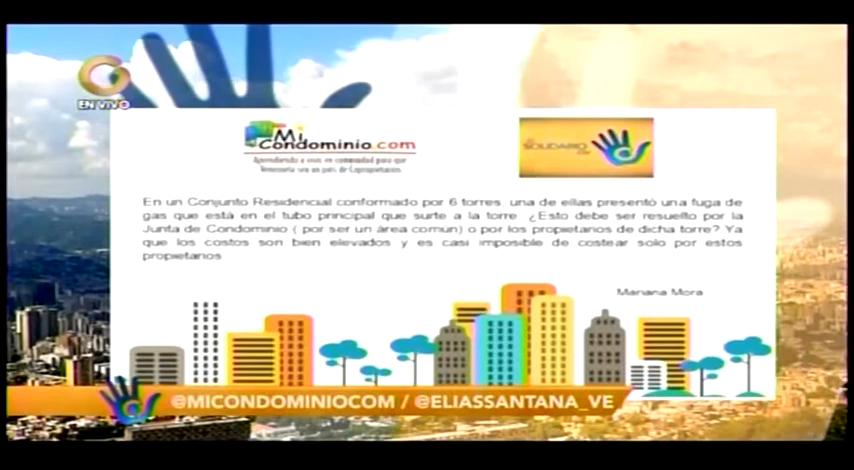 EN VIVO
Mi
Condominio.com
Aprendiendo a vivir en comunidad para que
Venezuela sea un país de Copropietarios
SOLIDARIO
En un Conjunto Residencial conformado por 6 torres, una de ellas presentó una fuga de
gas que está en el tubo principal que surte a la torre ¿Esto debe ser resuelto por la
Junta de Condominio ( por ser un área comun) o por los propietarios de dicha torre? Ya
que los costos son bien elevados y es casi imposible de costear solo por estos
propietarios
Mariana Mora
@MICONDOMINIOCOM / @ELIASSANTANA_VE